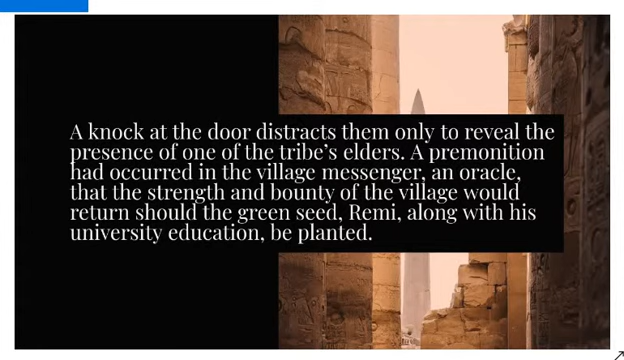 A knock at the door distracts them only to reveal the
presence of one of the tribe's elders. A premonition
had occurred in the village messenger, an oracle,
that the strength and bounty of the village would
return should the green seed, Remi, along with his
university education, be planted.